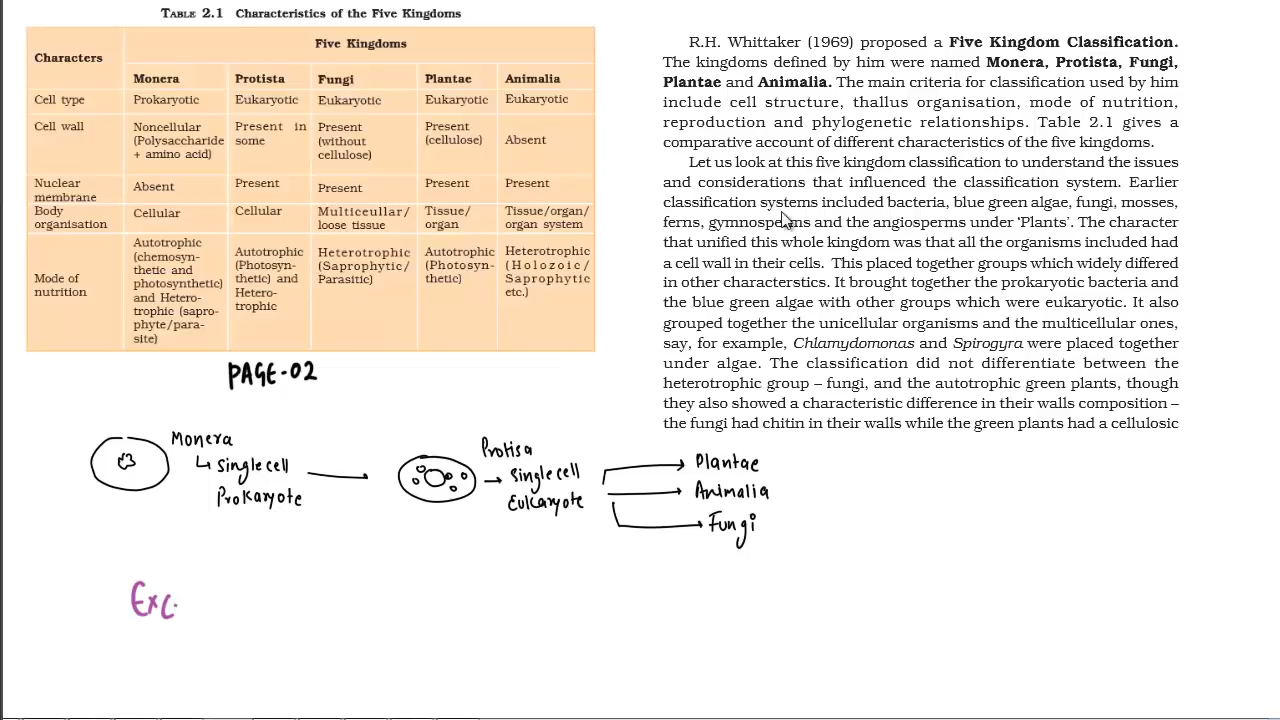 TABLE 2.1 Characteristics of the Five Kingdoms
Five Kingdoms
Characters
Monera Protista Fungi Plantae Animalia
Cell type Prokaryotic Eukaryotic Eukaryotic Eukaryotic Eukaryotic
Cell wall Noncellular (Polysaccharide + amino acid) Present in some Present (without cellulose) Present (cellulose) Absent
Nuclear membrane Absent Present Present Present Present
Body organisation Cellular Cellular Multiceullar/ loose tissue Tissue/ organ Tissue/organ/ organ system
Mode of nutrition Autotrophic (chemosyn- thetic and photosynthetic) and Hetero- trophic (sapro- phyte/para- site) Autotrophic (Photosyn- thetic) and Hetero- trophic Heterotrophic (Saprophytic/ Parasitic) Autotrophic (Photosyn- thetic) Heterotrophic (Holozoic/ Saprophytic etc.)
PAGE-02
R.H. Whittaker (1969) proposed a Five Kingdom Classification.
The kingdoms defined by him were named Monera, Protista, Fungi,
Plantae and Animalia. The main criteria for classification used by him
include cell structure, thallus organisation, mode of nutrition,
reproduction and phylogenetic relationships. Table 2.1 gives a
comparative account of different characteristics of the five kingdoms.
Let us look at this five kingdom classification to understand the issues
and considerations that influenced the classification system. Earlier
classification systems included bacteria, blue green algae, fungi, mosses,
ferns, gymnosperms and the angiosperms under ‘Plants’. The character
that unified this whole kingdom was that all the organisms included had
a cell wall in their cells. This placed together groups which widely differed
in other characterstics. It brought together the prokaryotic bacteria and
the blue green algae with other groups which were eukaryotic. It also
grouped together the unicellular organisms and the multicellular ones,
say, for example, Chlamydomonas and Spirogyra were placed together
under algae. The classification did not differentiate between the
heterotrophic group – fungi, and the autotrophic green plants, though
they also showed a characteristic difference in their walls composition –
the fungi had chitin in their walls while the green plants had a cellulosic
Monera
Single cell
Prokaryote
Protisa
Single cell
Eukaryote
Plantae
Animalia
Fungi
Exc